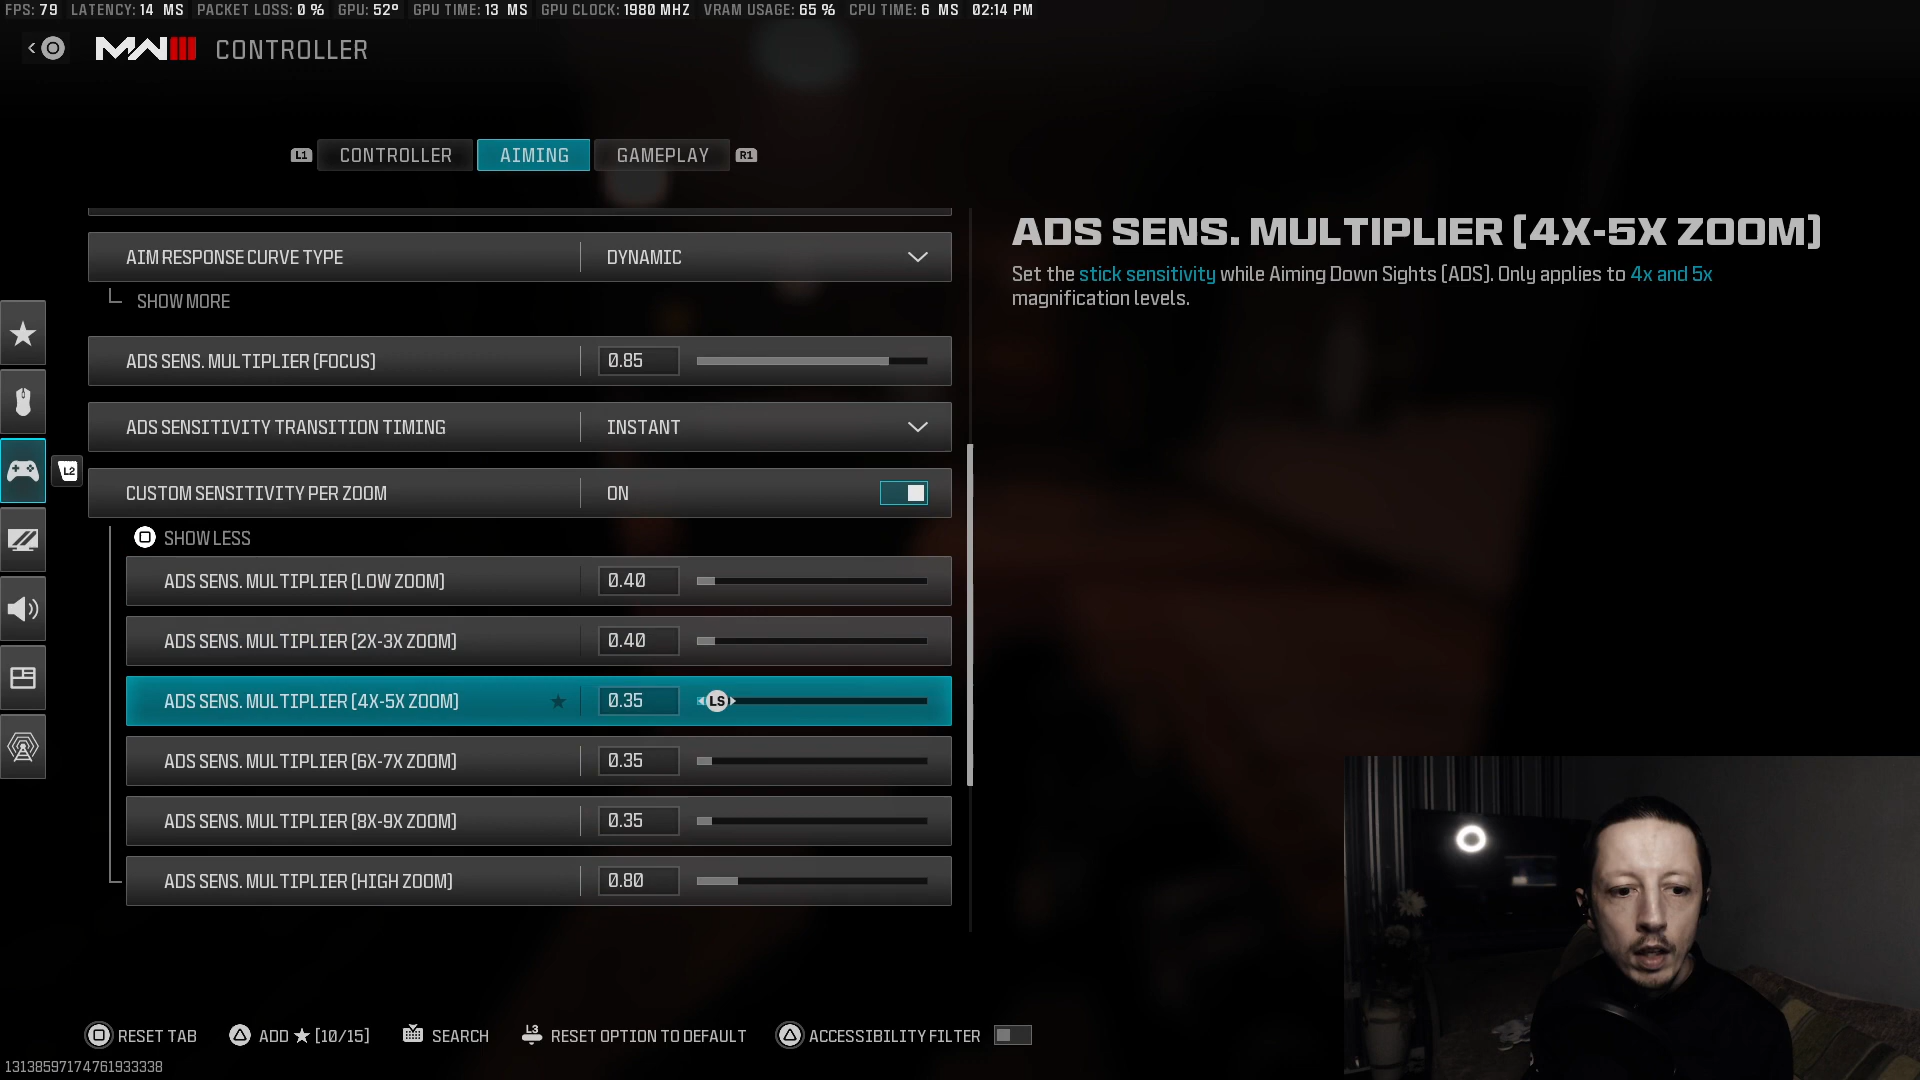 FPS: 79 LATENCY: 14 MS PACKET LOSS: 0 % GPU: 52° GPU TIME: 13 MS GPU CLOCK: 1980 MHZ VRAM USAGE: 65 % CPU TIME: 6 MS 02:14 PM
MWIII CONTROLLER
L1 CONTROLLER AIMING GAMEPLAY R1
AIM RESPONSE CURVE TYPE DYNAMIC
SHOW MORE
ADS SENS. MULTIPLIER (FOCUS) 0.85
ADS SENSITIVITY TRANSITION TIMING INSTANT
L2
CUSTOM SENSITIVITY PER ZOOM ON
SHOW LESS
ADS SENS. MULTIPLIER (LOW ZOOM) 0.40
ADS SENS. MULTIPLIER (2X-3X ZOOM) 0.40
ADS SENS. MULTIPLIER (4X-5X ZOOM) 0.35 LS
ADS SENS. MULTIPLIER (6X-7X ZOOM) 0.35
ADS SENS. MULTIPLIER (8X-9X ZOOM) 0.35
ADS SENS. MULTIPLIER (HIGH ZOOM) 0.80
ADS SENS. MULTIPLIER (4X-5X ZOOM)
Set the stick sensitivity while Aiming Down Sights (ADS). Only applies to 4x and 5x
magnification levels.
RESET TAB ADD ★ (10/15) SEARCH L3 RESET OPTION TO DEFAULT ACCESSIBILITY FILTER
13138597174761933338